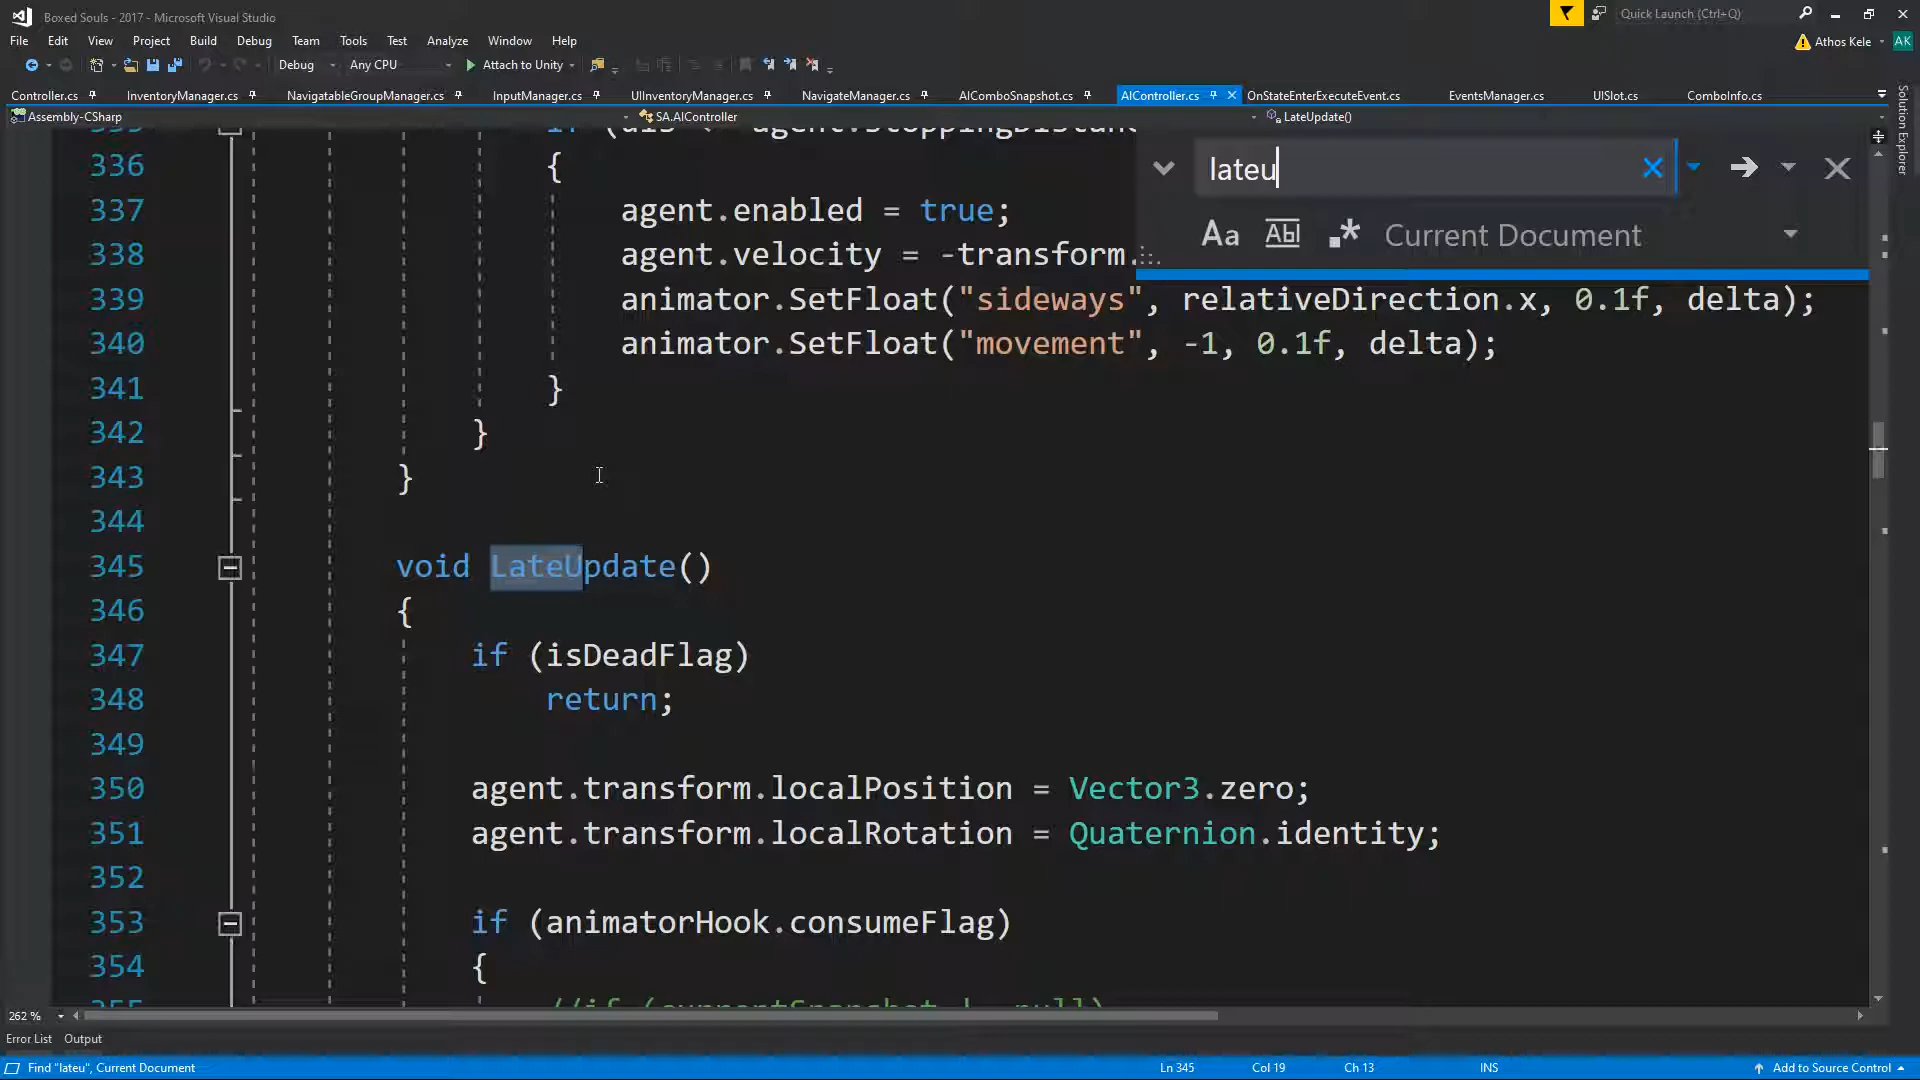 Boxed Souls - 2017 - Microsoft Visual Studio
Quick Launch (Ctrl+Q)
File Edit View Project Build Debug Team Tools Test Analyze Window Help
Athos Kele AK
Debug Any CPU Attach to Unity
Controller.cs InventoryManager.cs NavigatableGroupManager.cs InputManager.cs UIInventoryManager.cs NavigateManager.cs AIComboSnapshot.cs AIController.cs OnStateEnterExecuteEvent.cs EventsManager.cs UISlot.cs ComboInfo.cs
Solution Explorer
Assembly-CSharp SA.AIController LateUpdate()
lateu
Aa Abl .* Current Document
336 {
337 agent.enabled = true;
338 agent.velocity = -transform.
339 animator.SetFloat("sideways", relativeDirection.x, 0.1f, delta);
340 animator.SetFloat("movement", -1, 0.1f, delta);
341 }
342 }
343 }
344
345 void LateUpdate()
346 {
347 if (isDeadFlag)
348 return;
349
350 agent.transform.localPosition = Vector3.zero;
351 agent.transform.localRotation = Quaternion.identity;
352
353 if (animatorHook.consumeFlag)
354 {
262 %
Error List Output
Find "lateu", Current Document Ln 345 Col 19 Ch 13 INS Add to Source Control